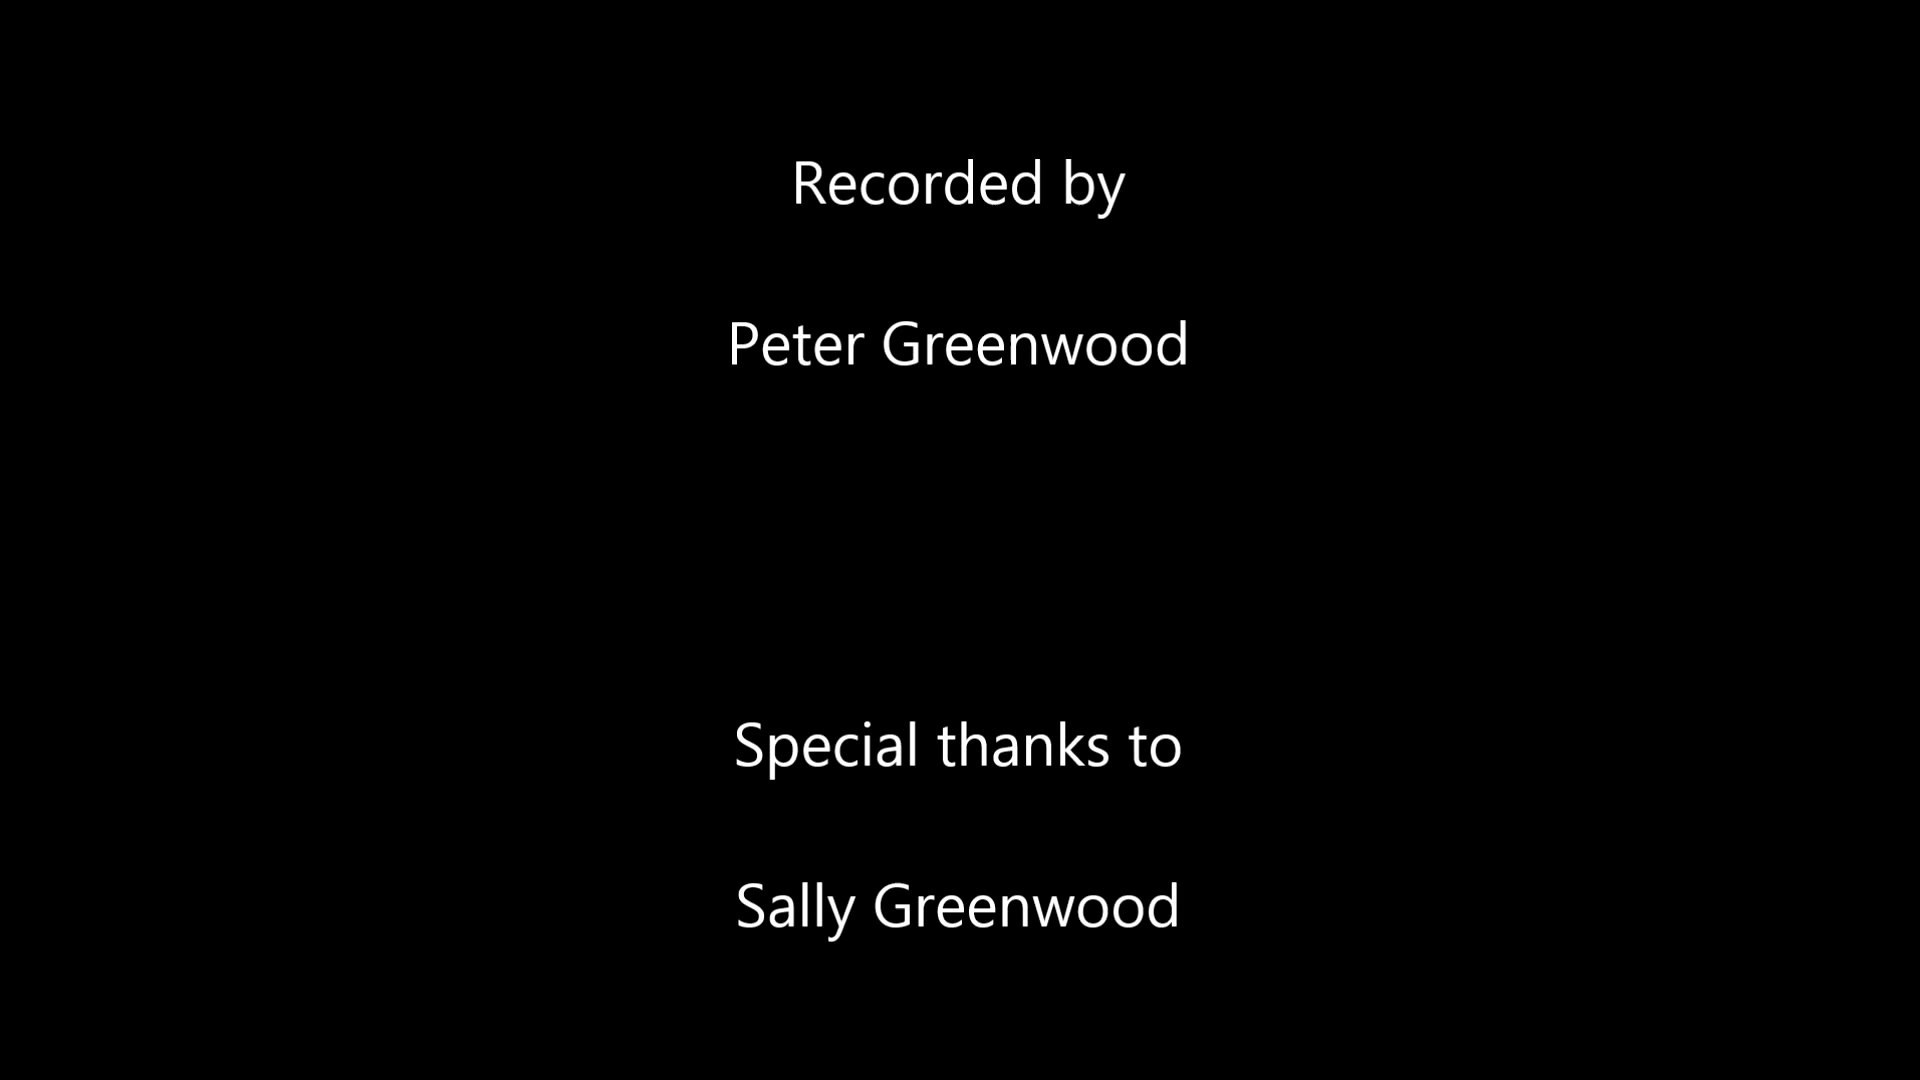 Recorded by
Peter Greenwood
Special thanks to
Sally Greenwood